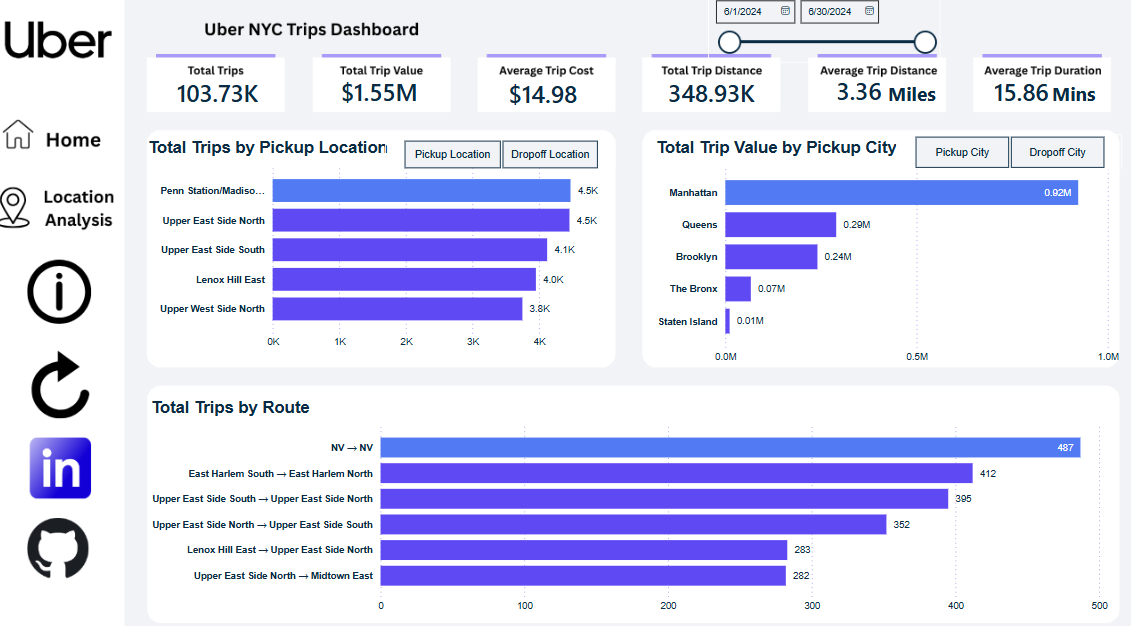 Uber
Uber NYC Trips Dashboard
6/1/2024
6/30/2024
Total Trips
103.73K
Total Trip Value
$1.55M
Average Trip Cost
$14.98
Total Trip Distance
348.93K
Average Trip Distance
3.36 Miles
Average Trip Duration
15.86 Mins
Home
Location
Analysis
i
in
Total Trips by Pickup Location
Pickup Location
Dropoff Location
Penn Station/Madiso...
4.5K
Upper East Side North
4.5K
Upper East Side South
4.1K
Lenox Hill East
4.0K
Upper West Side North
3.8K
0K
1K
2K
3K
4K
Total Trip Value by Pickup City
Pickup City
Dropoff City
Manhattan
0.92M
Queens
0.29M
Brooklyn
0.24M
The Bronx
0.07M
Staten Island
0.01M
0.0M
0.5M
1.0M
Total Trips by Route
NV → NV
487
East Harlem South → East Harlem North
412
Upper East Side South → Upper East Side North
395
Upper East Side North → Upper East Side South
352
Lenox Hill East → Upper East Side North
283
Upper East Side North → Midtown East
282
0
100
200
300
400
500